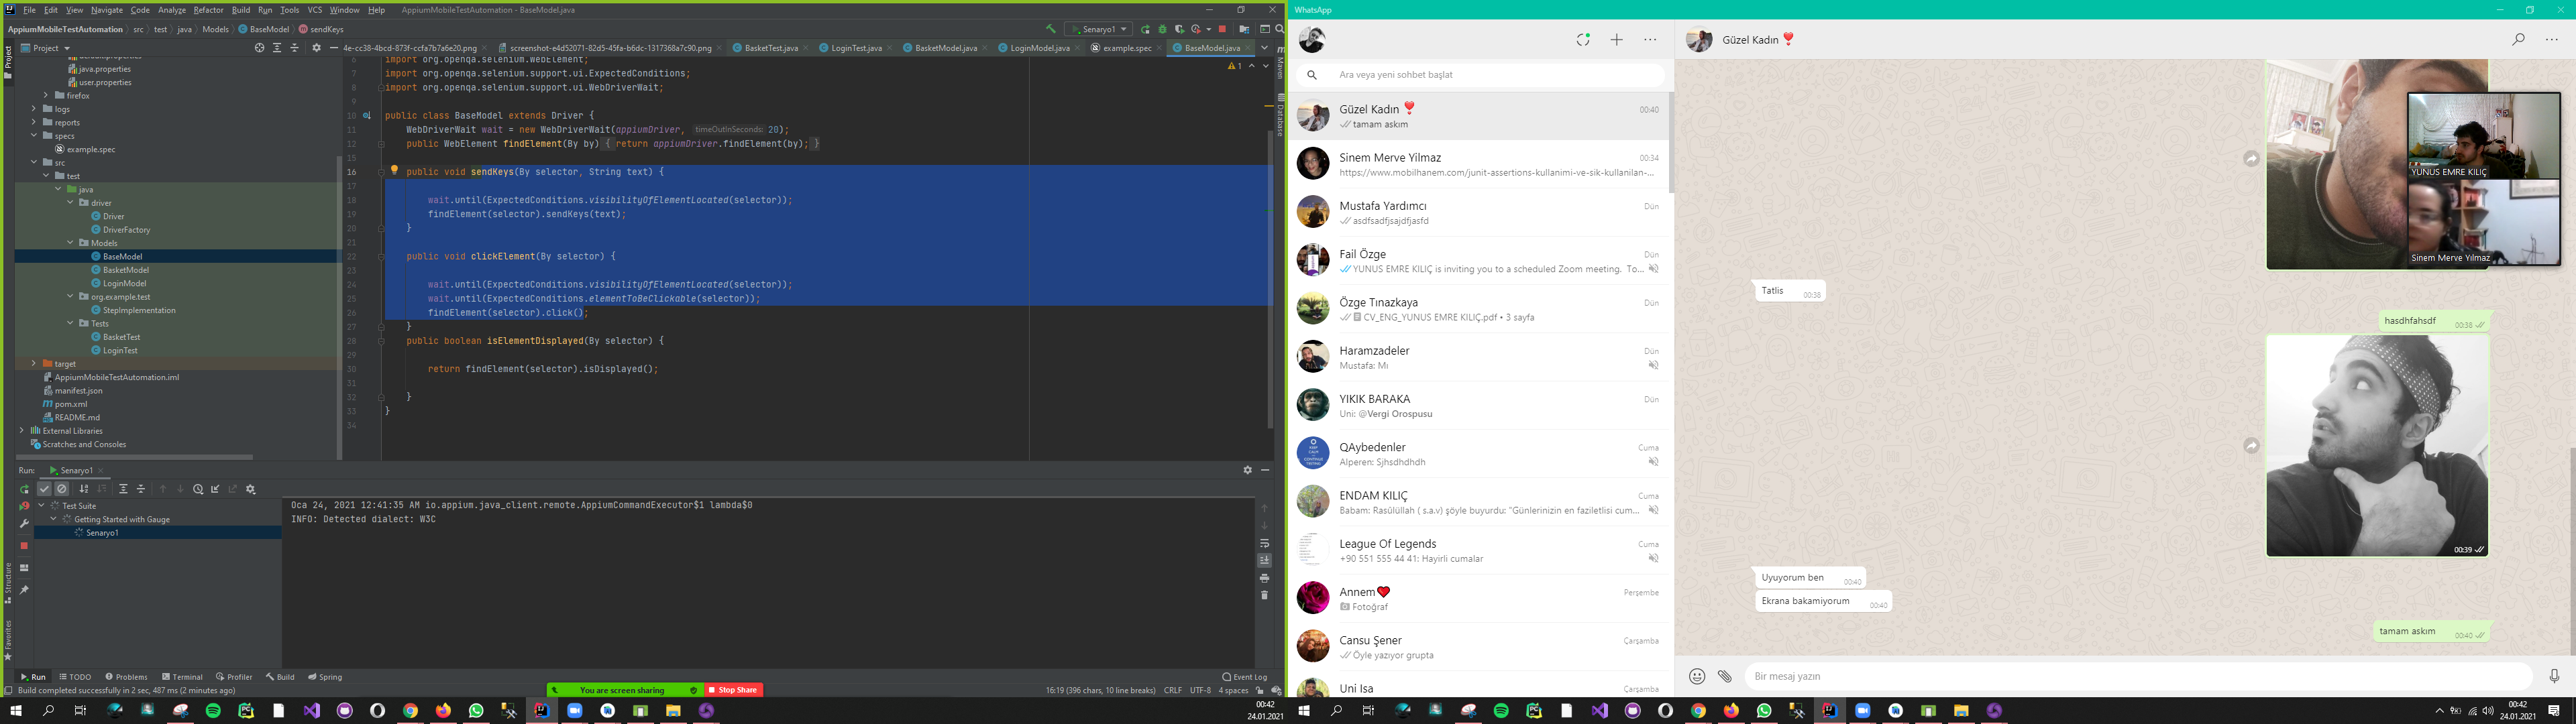 File Edit View Navigate Code Analyze Refactor Build Run Tools VCS Window Help AppiumMobileTestAutomation - BaseModel.java
AppiumMobileTestAutomation src test java Models BaseModel sendKeys
Senaryo1
Project
4e-cc38-4bcd-873f-ccfa7b7a6e20.png screenshot-e4d52071-82d5-45fa-b6dc-1317368a7c90.png BasketTest.java LoginTest.java BasketModel.java LoginModel.java example.spec BaseModel.java
java.properties
user.properties
firefox
logs
reports
specs
example.spec
src
test
java
driver
Driver
DriverFactory
Models
BaseModel
BasketModel
LoginModel
org.example.test
StepImplementation
Tests
BasketTest
LoginTest
target
AppiumMobileTestAutomation.iml
manifest.json
pom.xml
README.md
External Libraries
Scratches and Consoles
6 import org.openqa.selenium.WebElement;
7 import org.openqa.selenium.support.ui.ExpectedConditions;
8 import org.openqa.selenium.support.ui.WebDriverWait;
9
10 public class BaseModel extends Driver {
11 WebDriverWait wait = new WebDriverWait(appiumDriver, timeOutInSeconds: 20);
12 public WebElement findElement(By by) { return appiumDriver.findElement(by); }
15
16 public void sendKeys(By selector, String text) {
17
18 wait.until(ExpectedConditions.visibilityOfElementLocated(selector));
19 findElement(selector).sendKeys(text);
20 }
21
22 public void clickElement(By selector) {
23
24 wait.until(ExpectedConditions.visibilityOfElementLocated(selector));
25 wait.until(ExpectedConditions.elementToBeClickable(selector));
26 findElement(selector).click();
27 }
28 public boolean isElementDisplayed(By selector) {
29
30 return findElement(selector).isDisplayed();
31
32 }
33 }
34
1
Project
Structure
Favorites
Maven
Database
Run: Senaryo1
Test Suite
Getting Started with Gauge
Senaryo1
Oca 24, 2021 12:41:35 AM io.appium.java_client.remote.AppiumCommandExecutor$1 lambda$0
INFO: Detected dialect: W3C
Run TODO Problems Terminal Profiler Build Spring Event Log
Build completed successfully in 2 sec, 487 ms (2 minutes ago)
You are screen sharing Stop Share
16:19 (396 chars, 10 line breaks) CRLF UTF-8 4 spaces
00:42
24.01.2021
WhatsApp
Ara veya yeni sohbet başlat
Güzel Kadın 00:40
tamam askım
Sinem Merve Yilmaz 00:34
https://www.mobilhanem.com/junit-assertions-kullanimi-ve-sik-kullanilan-...
Mustafa Yardımcı Dün
asdfsadfjsajdfjasfd
Fail Özge Dün
YUNUS EMRE KILIÇ is inviting you to a scheduled Zoom meeting. To...
Özge Tınazkaya Dün
CV_ENG_YUNUS EMRE KILIÇ.pdf • 3 sayfa
Haramzadeler Dün
Mustafa: Mı
YIKIK BARAKA Dün
Uni: @Vergi Orospusu
QAybedenler Cuma
Alperen: Sjhsdhdhdh
ENDAM KILIÇ Cuma
Babam: Rasûlüllah ( s.a.v) şöyle buyurdu: "Günlerinizin en faziletlisi cum...
League Of Legends Cuma
+90 551 555 44 41: Hayirli cumalar
Annem Perşembe
Fotoğraf
Cansu Şener Çarşamba
Öyle yazıyor grupta
Uni Isa Çarşamba
Güzel Kadın
YUNUS EMRE KILIÇ
Sinem Merve Yılmaz
Tatlis 00:38
hasdhfahsdf 00:38
00:39
Uyuyorum ben 00:40
Ekrana bakamiyorum 00:40
tamam askım 00:40
Bir mesaj yazın
00:42
24.01.2021